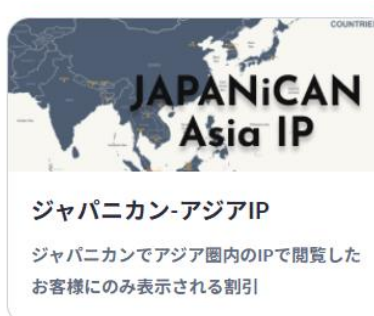 COUNTRIE
JAPANiCAN
Asia IP
ジャパニカン-アジアIP
ジャパニカンでアジア圏内のIPで閲覧した
お客様にのみ表示される割引